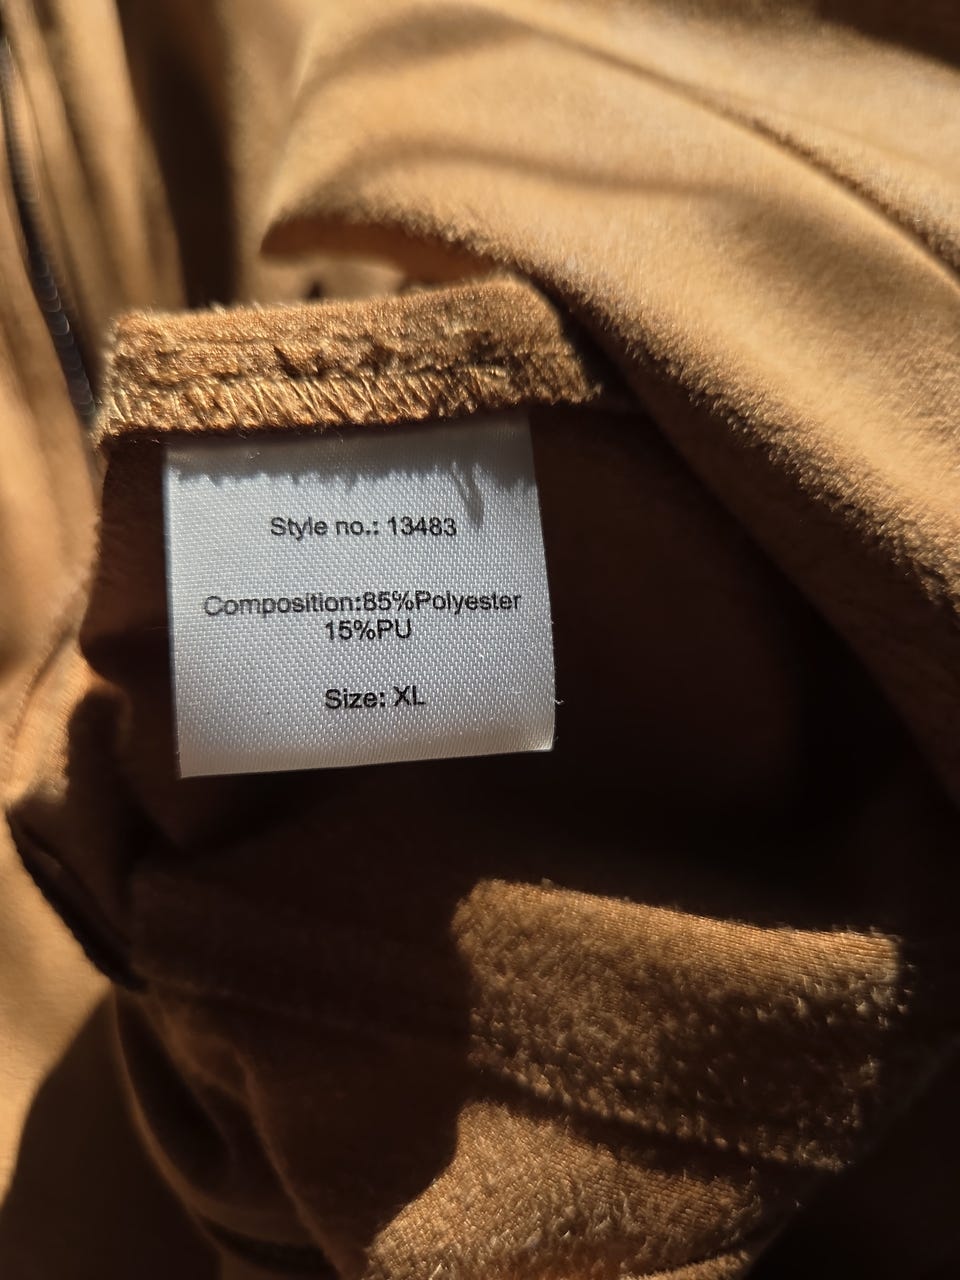 Style no.: 13483
Composition:85%Polyester
15%PU
Size: XL